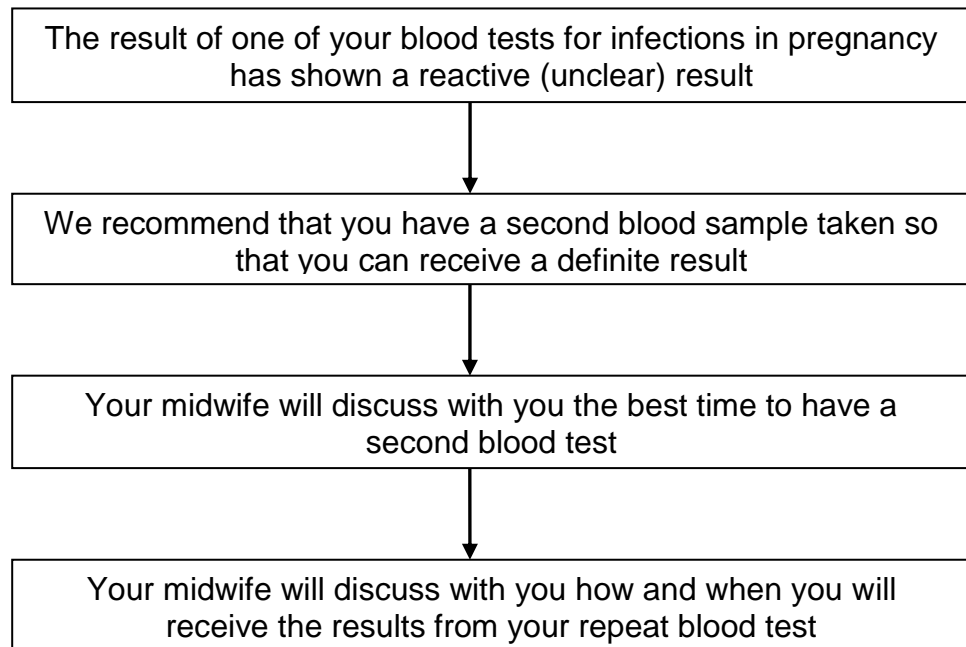 The result of one of your blood tests for infections in pregnancy
has shown a reactive (unclear) result
We recommend that you have a second blood sample taken so
that you can receive a definite result
Your midwife will discuss with you the best time to have a
second blood test
Your midwife will discuss with you how and when you will
receive the results from your repeat blood test